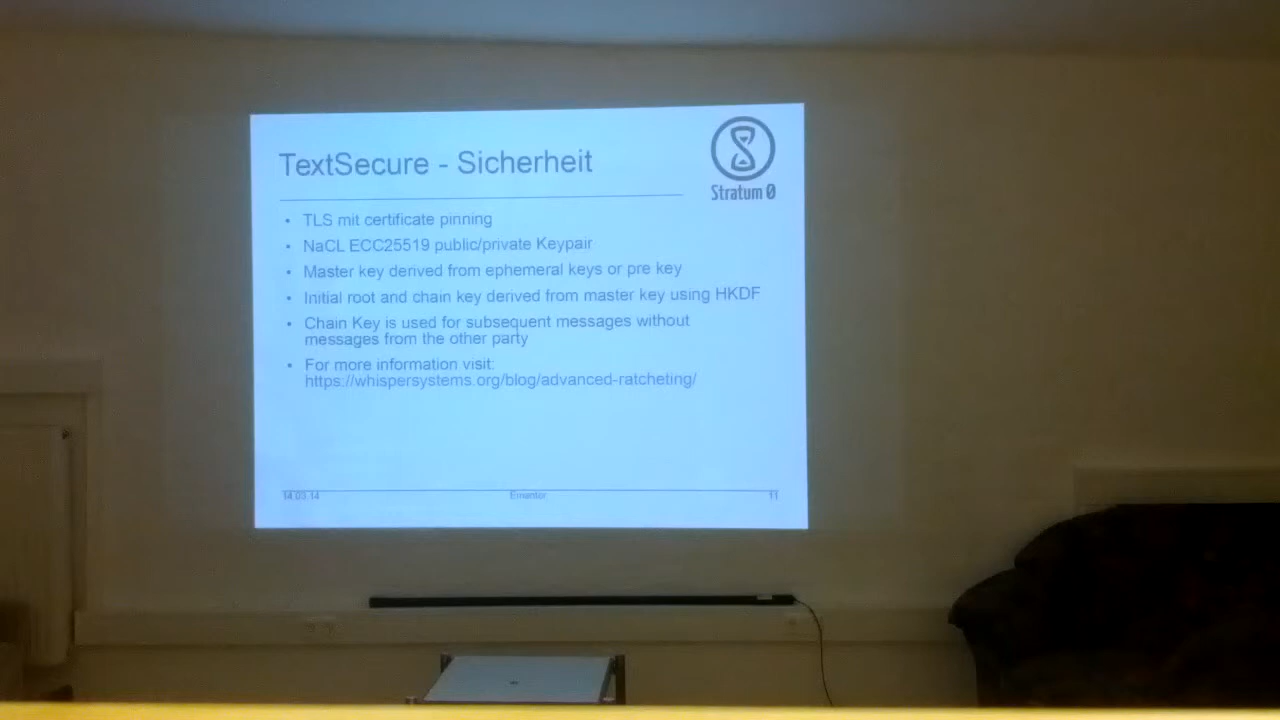 TextSecure - Sicherheit
Stratum 0
• TLS mit certificate pinning
• NaCL ECC25519 public/private Keypair
• Master key derived from ephemeral keys or pre key
• Initial root and chain key derived from master key using HKDF
• Chain Key is used for subsequent messages without
messages from the other party
• For more information visit:
https://whispersystems.org/blog/advanced-ratcheting/
14.03.14
11